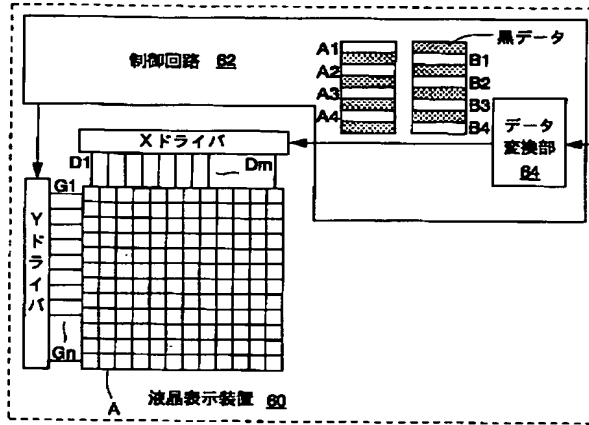 制御回路 62
A1
A2
A3
A4
黒データ
B1
B2
B3
B4
データ
変換部
64
Xドライバ
D1
Dm
G1
Gn
Yドライバ
A
液晶表示装置 60